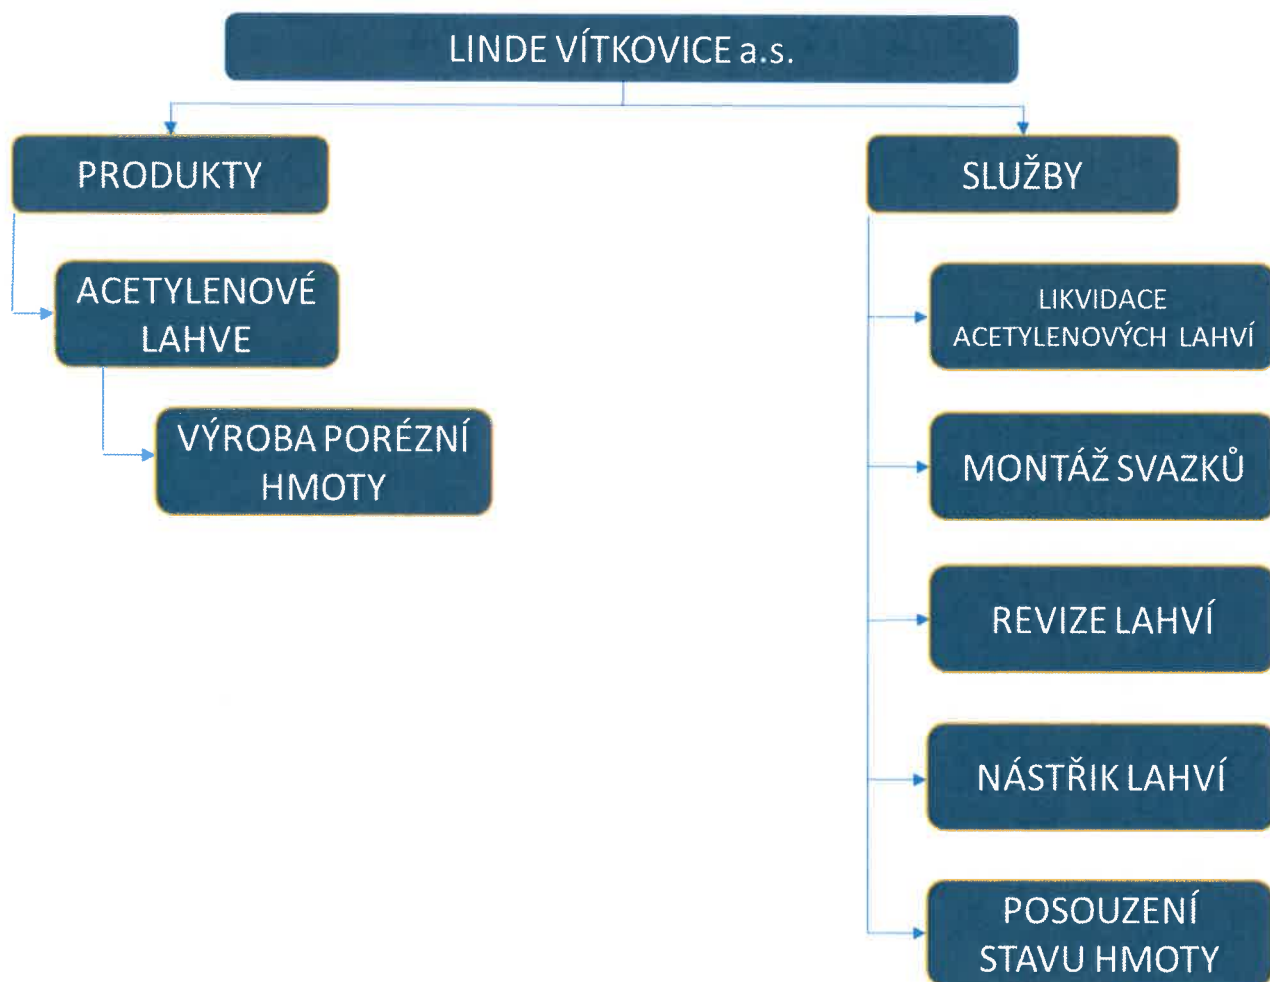 LINDE VÍTKOVICE a.s.
PRODUKTY
ACETYLENOVÉ
LAHVE
VÝROBA PORÉZNÍ
HMOTY
SLUŽBY
LIKVIDACE
ACETYLENOVÝCH LAHVÍ
MONTÁŽ SVAZKŮ
REVIZE LAHVÍ
NÁSTŘIK LAHVÍ
POSOUZENÍ
STAVU HMOTY